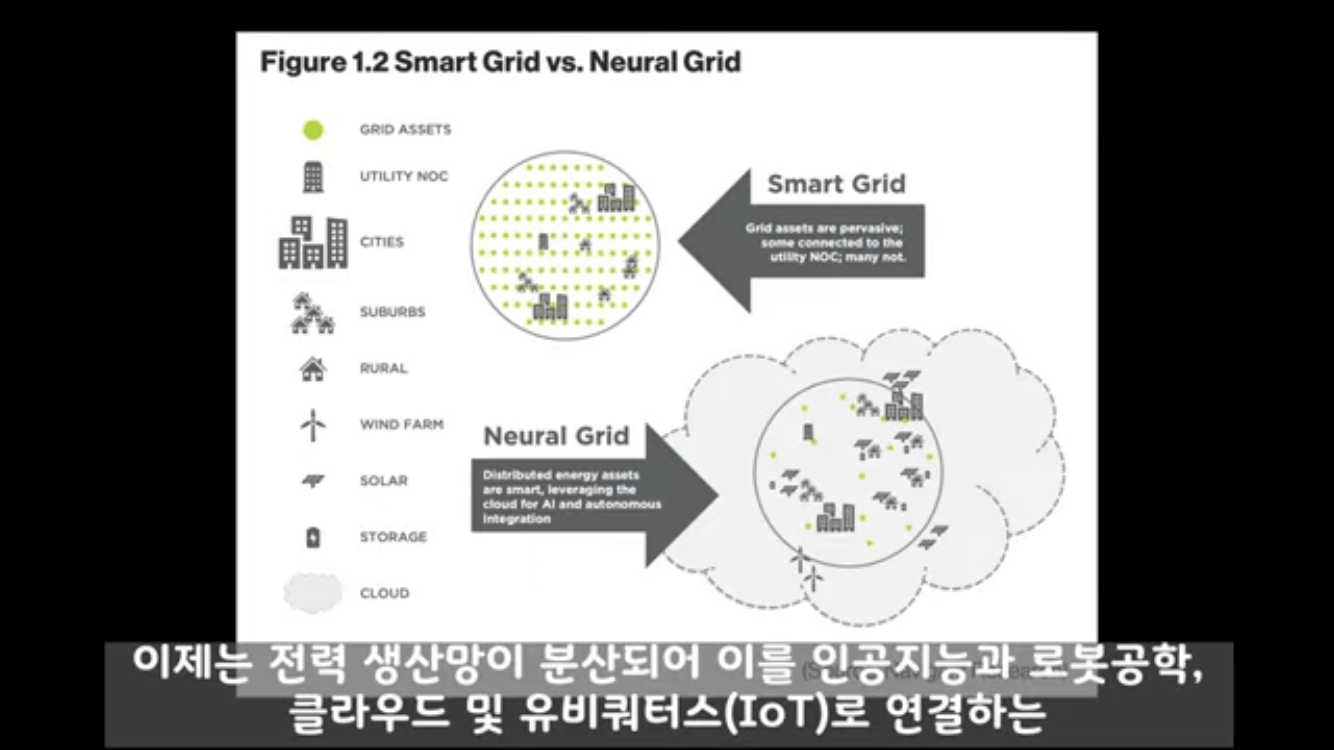 Figure 1.2 Smart Grid vs. Neural Grid
GRID ASSETS
UTILITY NOC
CITIES
SUBURBS
RURAL
WIND FARM
SOLAR
STORAGE
CLOUD
Smart Grid
Grid assets are pervasive;
some connected to the
utility NOC; many not.
Neural Grid
Distributed energy assets
are smart, leveraging the
cloud for AI and autonomous
integration
이제는 전력 생산망이 분산되어 이를 인공지능과 로봇공학,
클라우드 및 유비쿼터스(IoT)로 연결하는